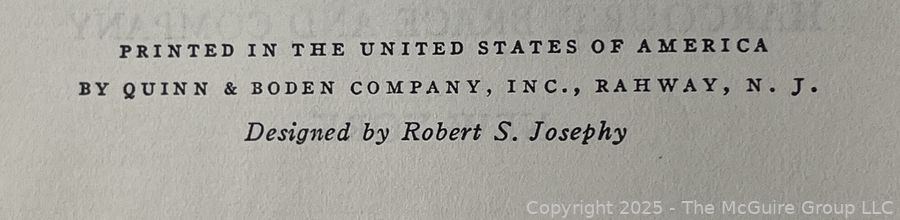 PRINTED IN THE UNITED STATES OF AMERICA
BY QUINN & BODEN COMPANY, INC., RAHWAY, N. J.
Designed by Robert S. Josephy
Copyright 2025 - The McGuire Group LLC